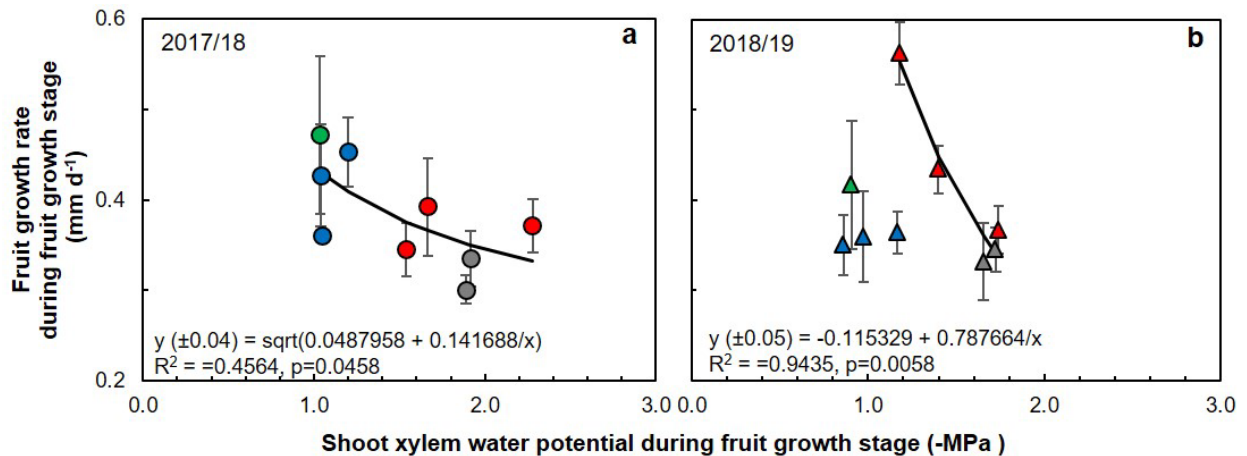 Fruit growth rate
during fruit growth stage
(mm d⁻¹)
0.6
0.4
0.2
2017/18
a
y (±0.04) = sqrt(0.0487958 + 0.141688/x)
R² = =0.4564, p=0.0458
0.0 1.0 2.0 3.0
2018/19
b
y (±0.05) = -0.115329 + 0.787664/x
R² = =0.9435, p=0.0058
0.0 1.0 2.0 3.0
Shoot xylem water potential during fruit growth stage (-MPa )